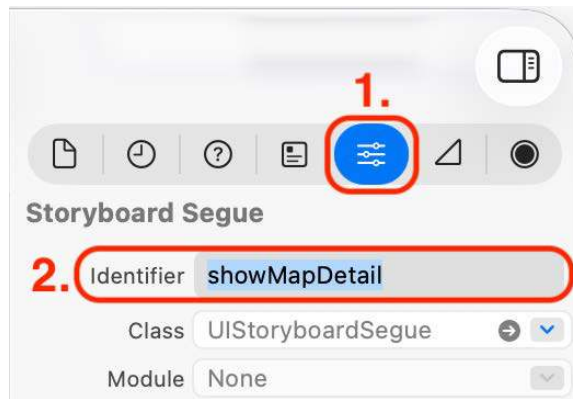 1.
Storyboard Segue
2. Identifier showMapDetail
Class UIStoryboardSegue
Module None